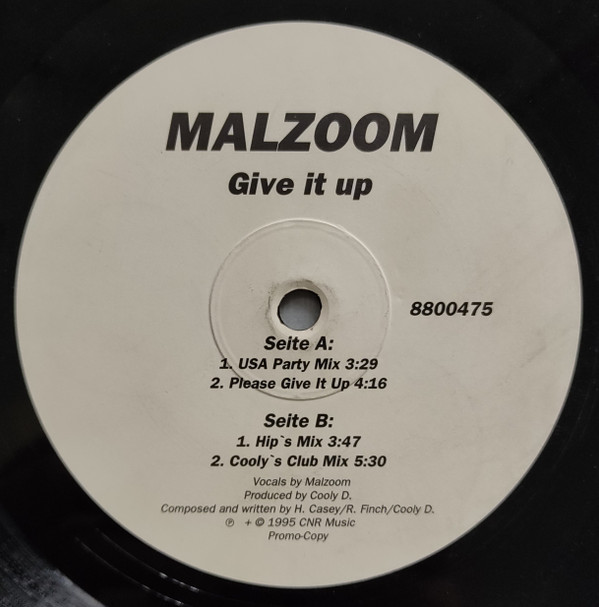 MALZOOM
Give it up
8800475
Seite A:
1. USA Party Mix 3:29
2. Please Give It Up 4:16
Seite B:
1. Hip`s Mix 3:47
2. Cooly`s Club Mix 5:30
Vocals by Malzoom
Produced by Cooly D.
Composed and written by H. Casey/R. Finch/Cooly D.
℗ + © 1995 CNR Music
Promo-Copy